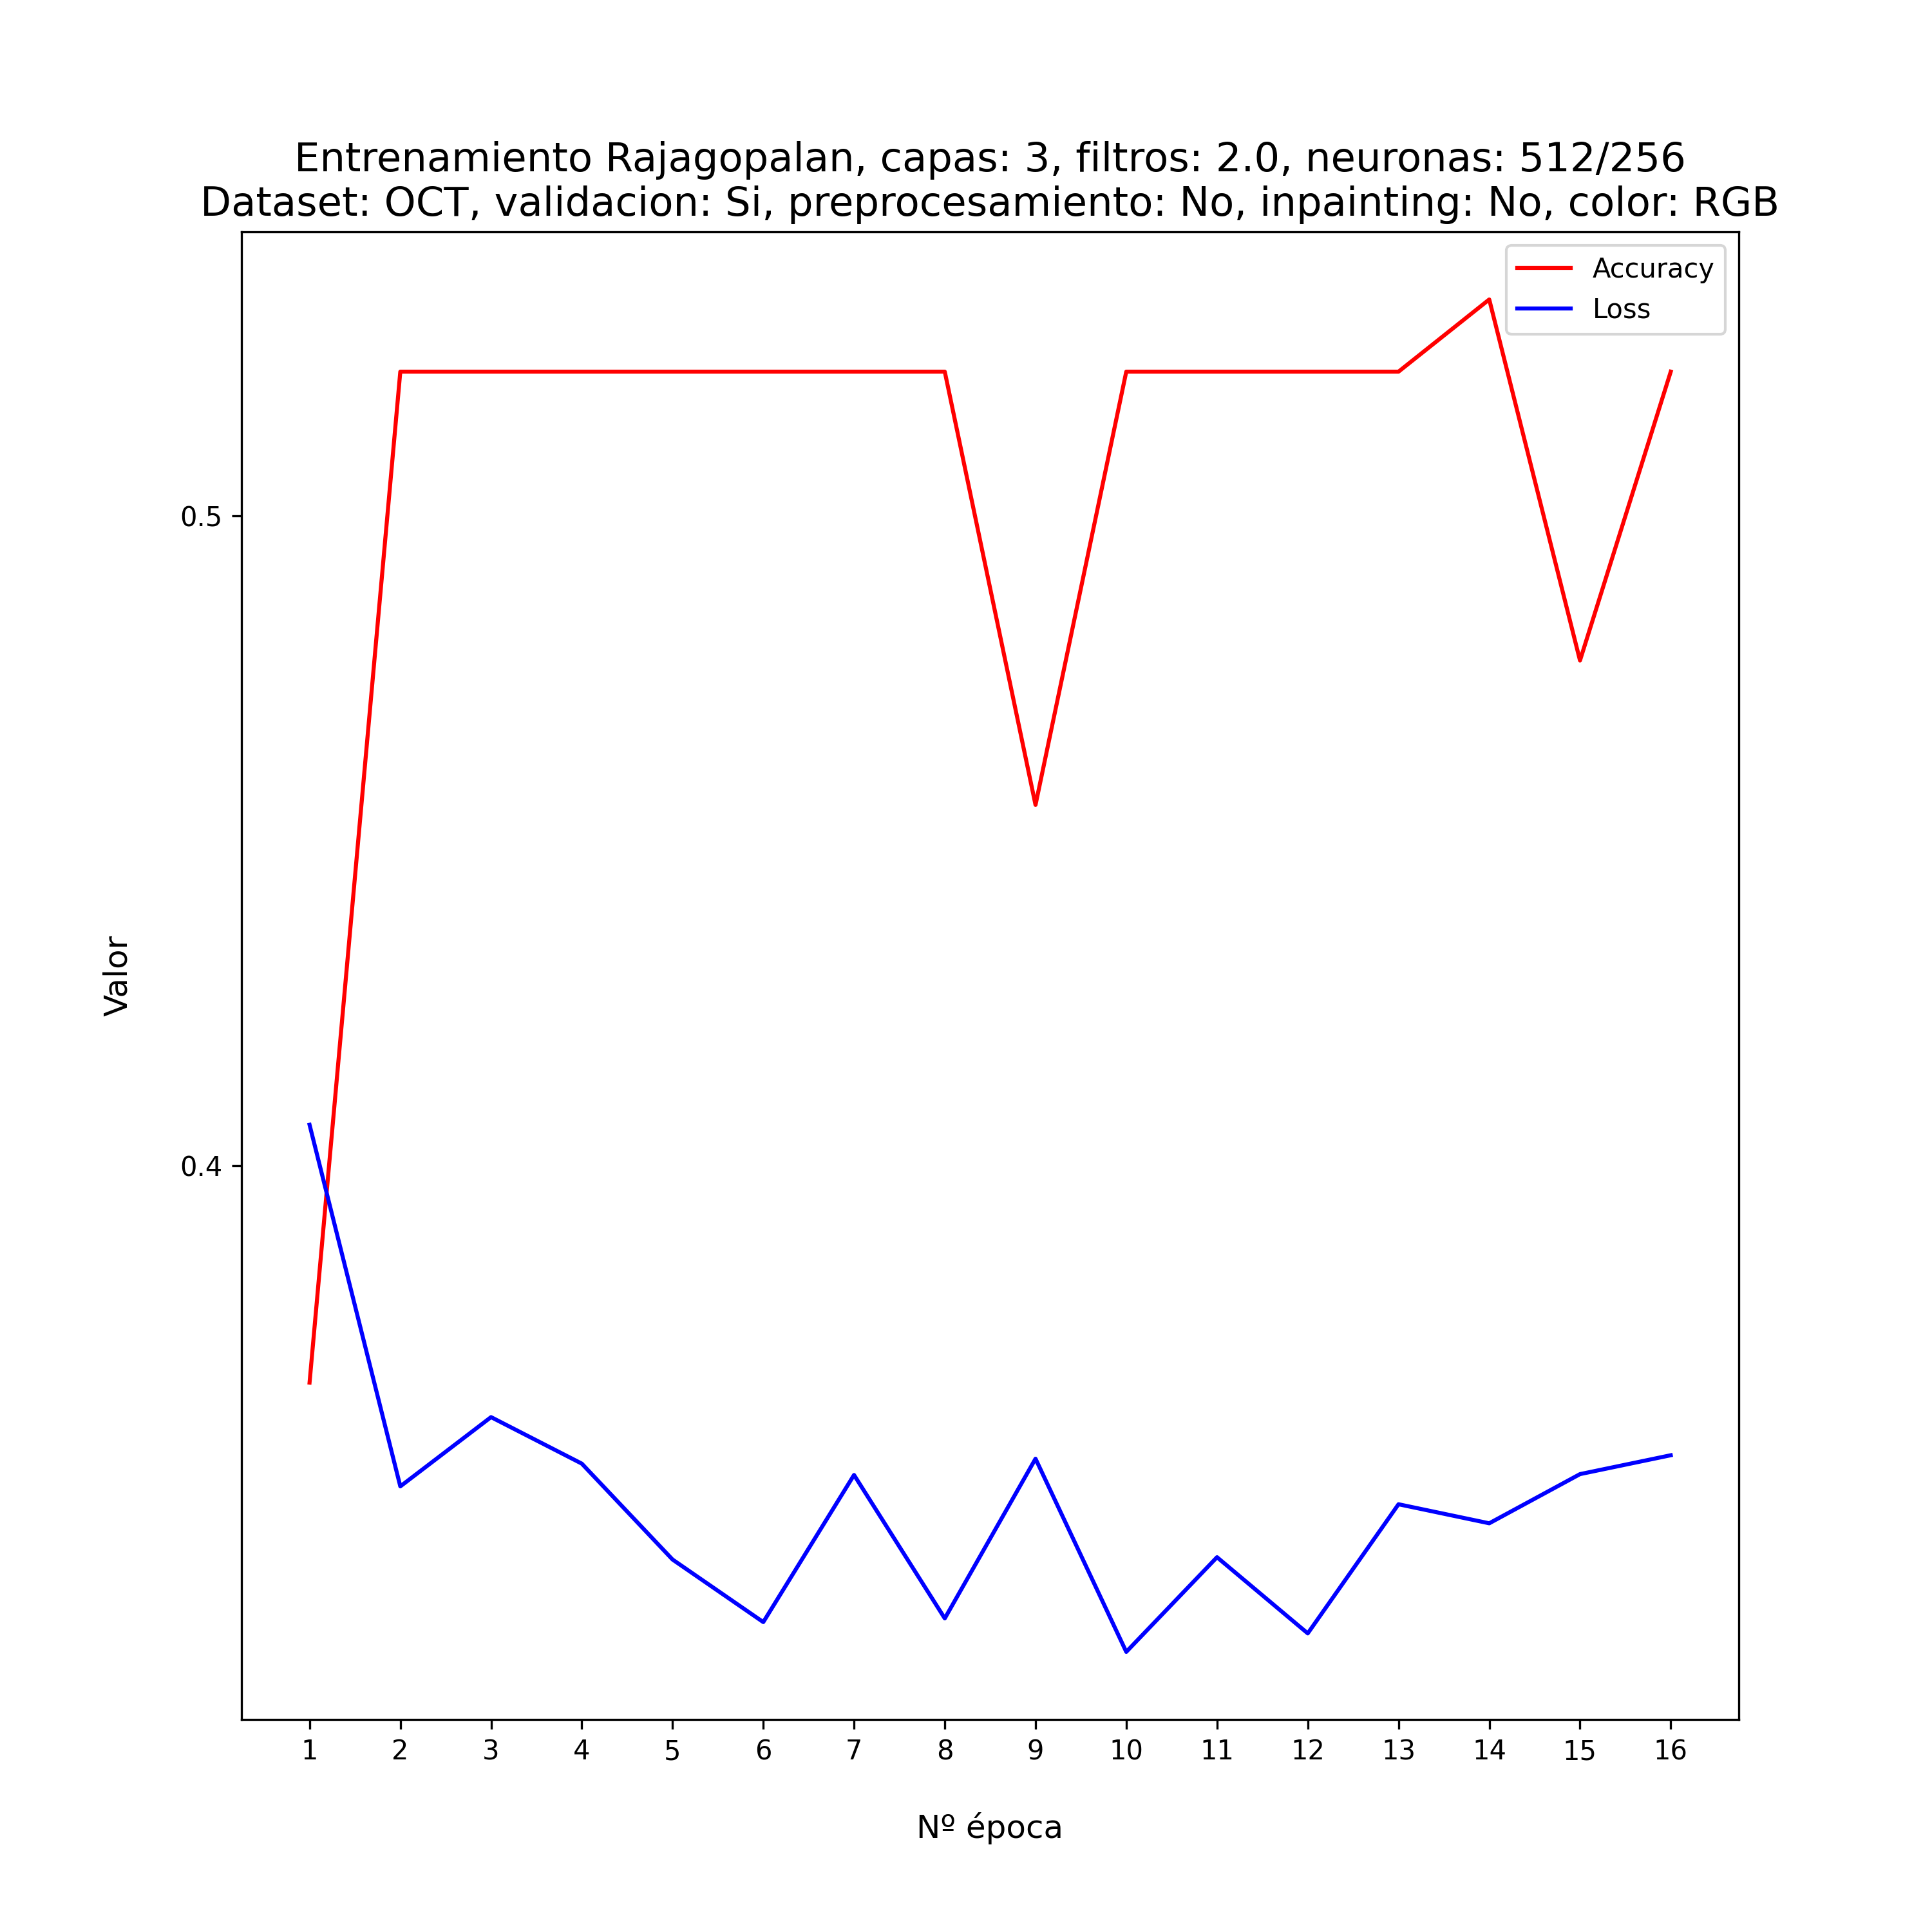 Entrenamiento Rajagopalan, capas: 3, filtros: 2.0, neuronas: 512/256
Dataset: OCT, validacion: Si, preprocesamiento: No, inpainting: No, color: RGB
Accuracy
Loss
0.5
0.4
Valor
1 2 3 4 5 6 7 8 9 10 11 12 13 14 15 16
Nº época